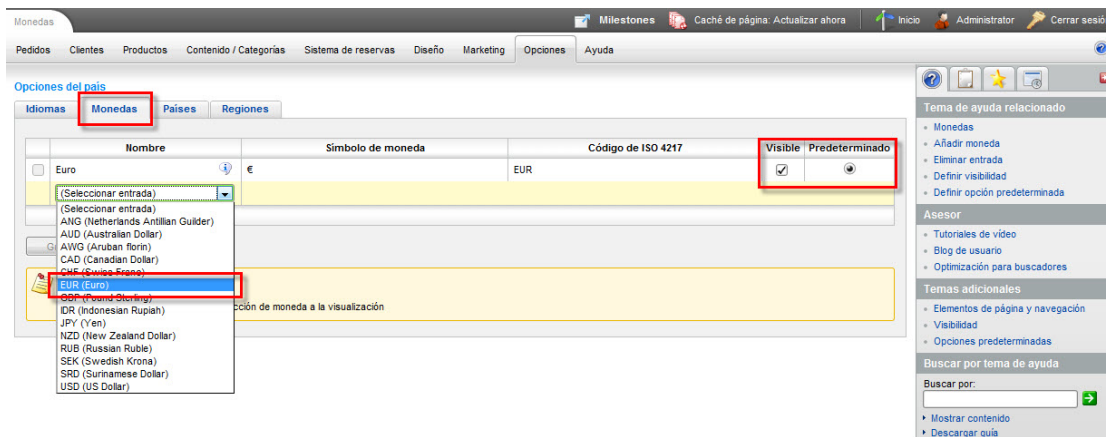 Monedas
Milestones Caché de página: Actualizar ahora Inicio Administrator Cerrar sesió
Pedidos Clientes Productos Contenido / Categorías Sistema de reservas Diseño Marketing Opciones Ayuda
Opciones del país
Idiomas Monedas Países Regiones
Nombre Símbolo de moneda Código de ISO 4217 Visible Predeterminado
Euro € EUR
(Seleccionar entrada)
(Seleccionar entrada)
ANG (Netherlands Antillian Guilder)
AUD (Australian Dollar)
AWG (Aruban florin)
CAD (Canadian Dollar)
CHF (Swiss Franc)
EUR (Euro)
GBP (Pound Sterling)
IDR (Indonesian Rupiah)
JPY (Yen)
NZD (New Zealand Dollar)
RUB (Russian Ruble)
SEK (Swedish Krona)
SRD (Surinamese Dollar)
USD (US Dollar)
G
cción de moneda a la visualización
Tema de ayuda relacionado
Monedas
Añadir moneda
Eliminar entrada
Definir visibilidad
Definir opción predeterminada
Asesor
Tutoriales de vídeo
Blog de usuario
Optimización para buscadores
Temas adicionales
Elementos de página y navegación
Visibilidad
Opciones predeterminadas
Buscar por tema de ayuda
Buscar por:
Mostrar contenido
Descargar guía